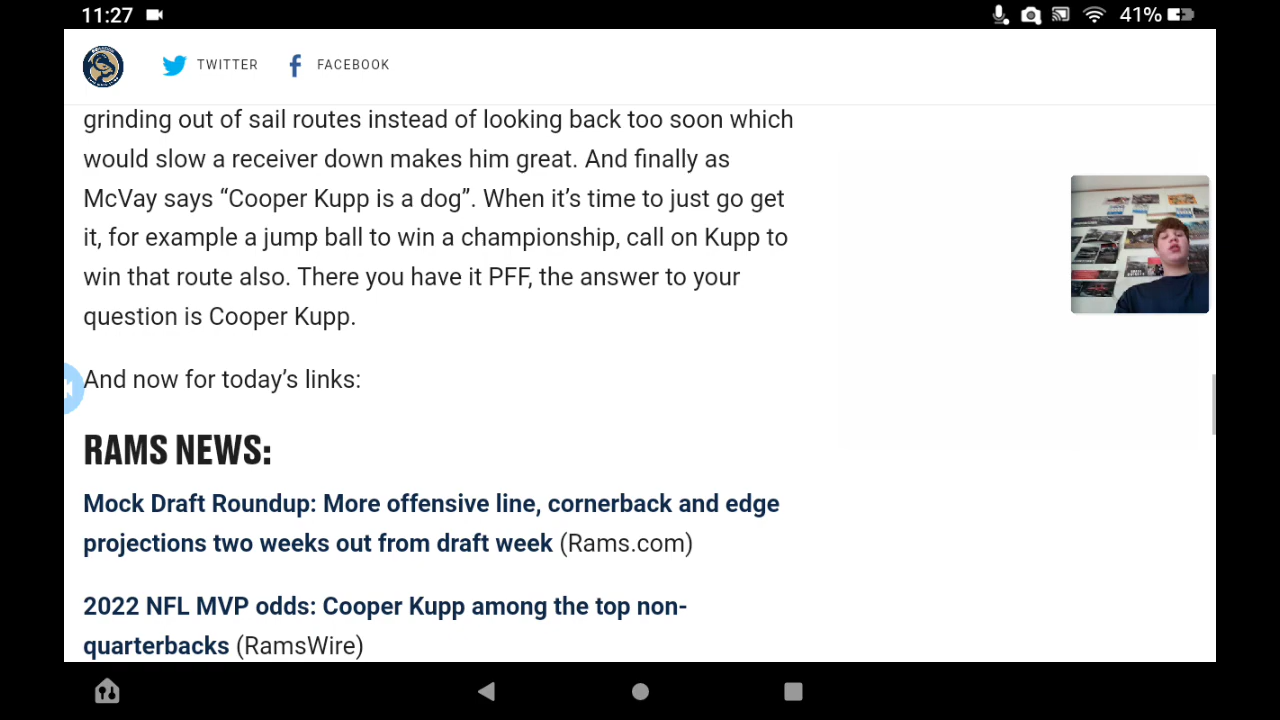 11:27
41%
TWITTER
FACEBOOK
grinding out of sail routes instead of looking back too soon which
would slow a receiver down makes him great. And finally as
McVay says “Cooper Kupp is a dog”. When it’s time to just go get
it, for example a jump ball to win a championship, call on Kupp to
win that route also. There you have it PFF, the answer to your
question is Cooper Kupp.
And now for today’s links:
RAMS NEWS:
Mock Draft Roundup: More offensive line, cornerback and edge
projections two weeks out from draft week (Rams.com)
2022 NFL MVP odds: Cooper Kupp among the top non-
quarterbacks (RamsWire)